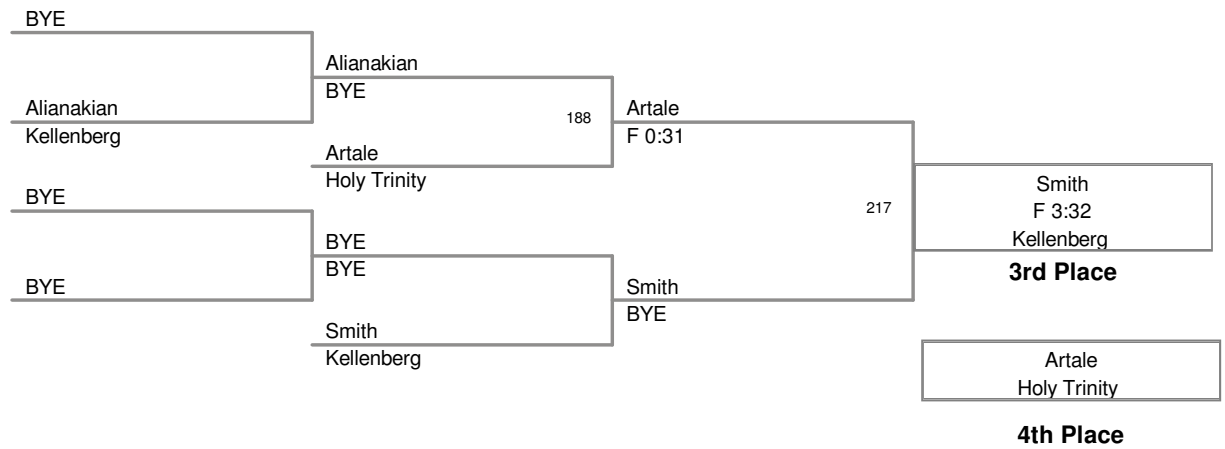 BYE
Alianakian
BYE
Alianakian
Kellenberg
188
Artale
F 0:31
Artale
Holy Trinity
BYE
217
Smith
F 3:32
Kellenberg
3rd Place
BYE
BYE
BYE
Smith
BYE
Smith
Kellenberg
Artale
Holy Trinity
4th Place